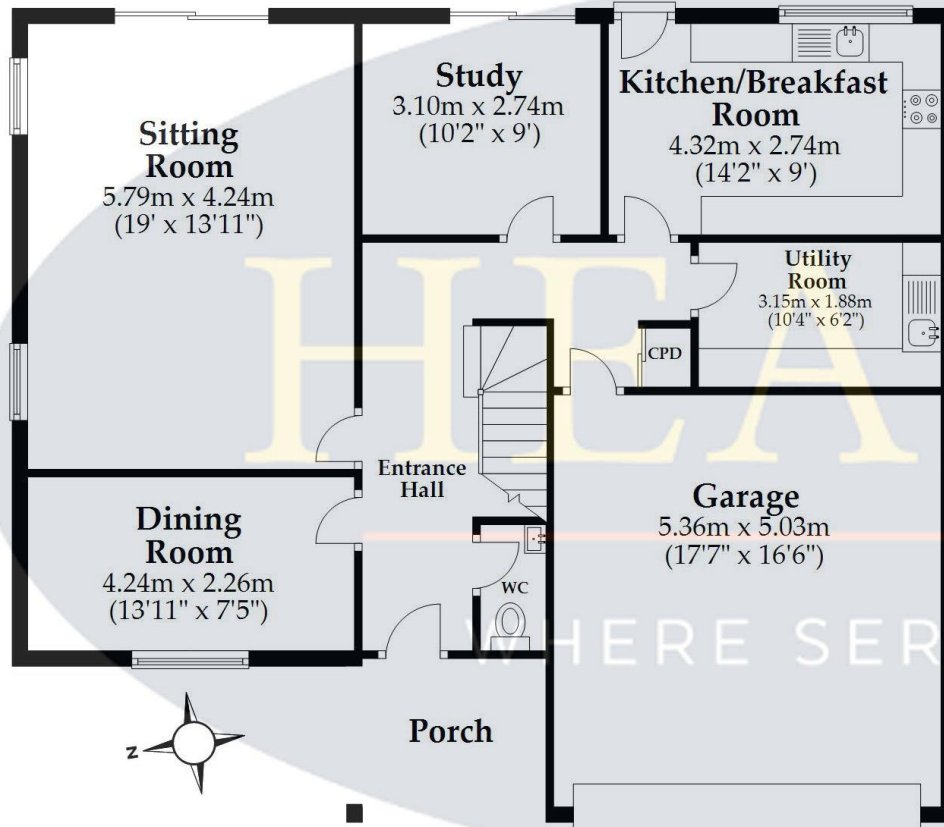 Sitting
Room
5.79m x 4.24m
(19' x 13'11")
Study
3.10m x 2.74m
(10'2" x 9')
Kitchen/Breakfast
Room
4.32m x 2.74m
(14'2" x 9')
Utility
Room
3.15m x 1.88m
(10'4" x 6'2")
CPD
Entrance
Hall
Dining
Room
4.24m x 2.26m
(13'11" x 7'5")
WC
Garage
5.36m x 5.03m
(17'7" x 16'6")
Porch
N
HEA
WHERE SER